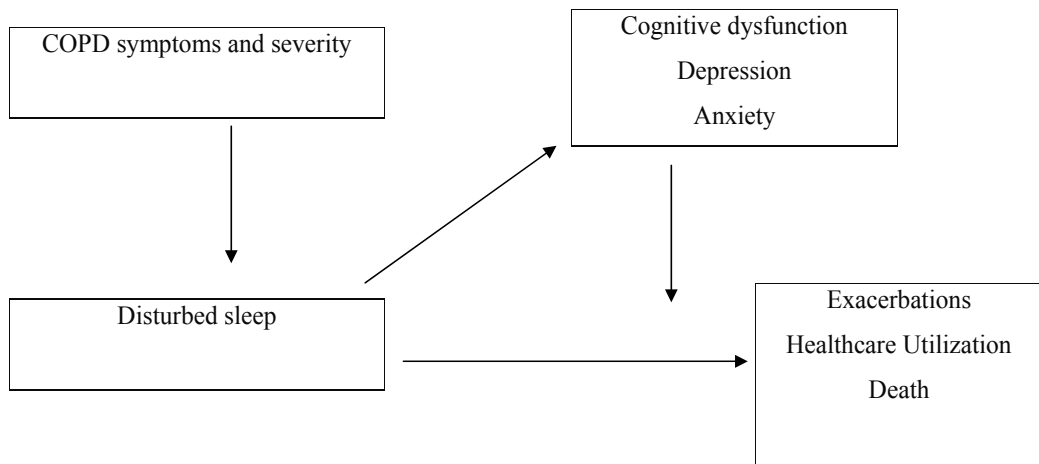 COPD symptoms and severity
Cognitive dysfunction
Depression
Anxiety
Disturbed sleep
Exacerbations
Healthcare Utilization
Death